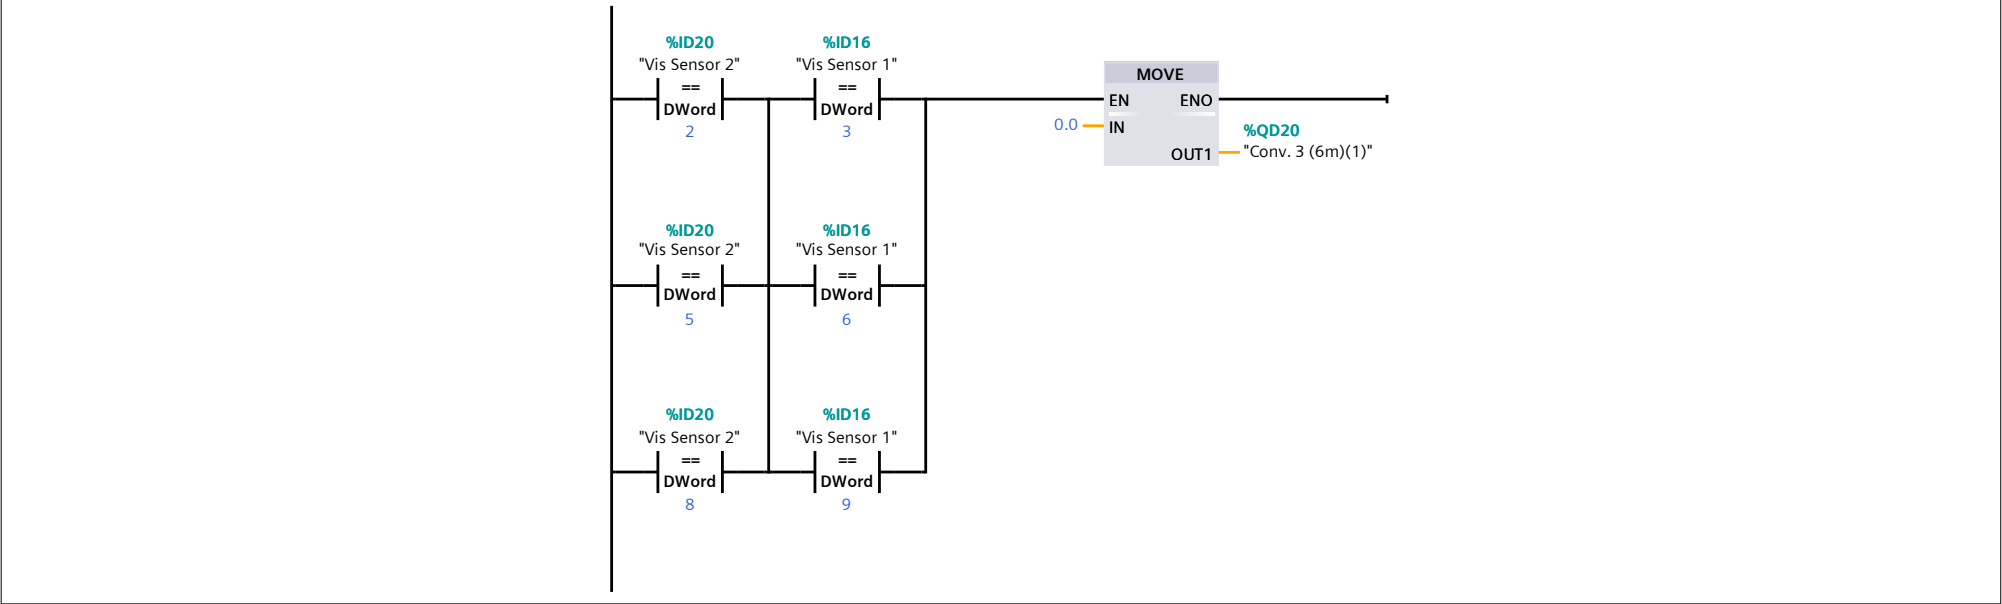 %ID20
"Vis Sensor 2"
==
DWord
2
%ID16
"Vis Sensor 1"
==
DWord
3
MOVE
EN ENO
0.0 IN
OUT1
%QD20
"Conv. 3 (6m)(1)"
%ID20
"Vis Sensor 2"
==
DWord
5
%ID16
"Vis Sensor 1"
==
DWord
6
%ID20
"Vis Sensor 2"
==
DWord
8
%ID16
"Vis Sensor 1"
==
DWord
9